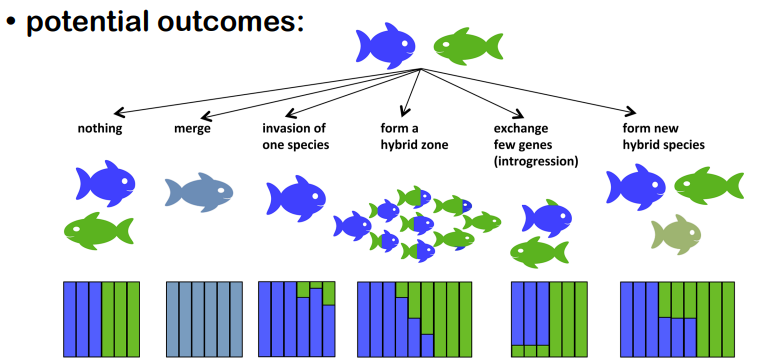 • potential outcomes:
nothing
merge
invasion of
one species
form a
hybrid zone
exchange
few genes
(introgression)
form new
hybrid species